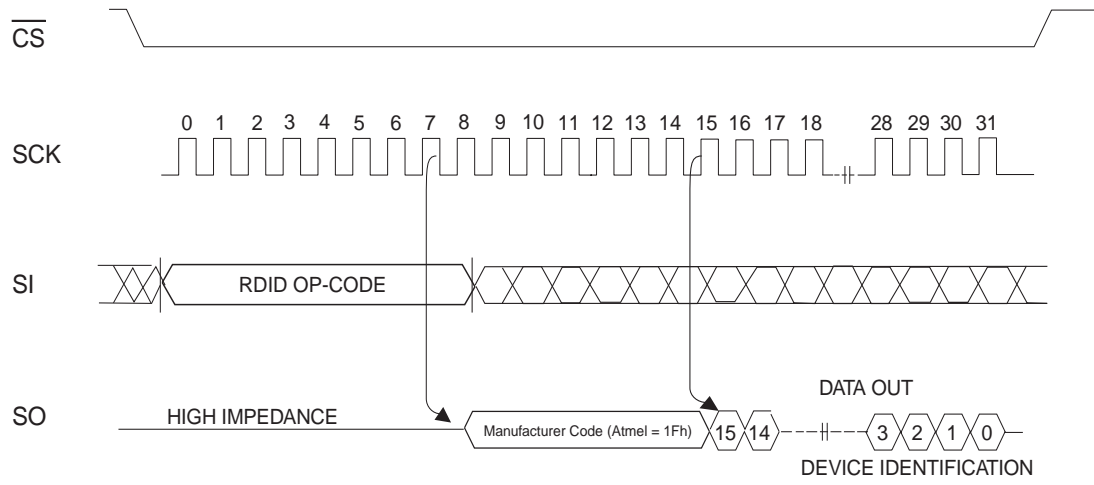 CS
0 1 2 3 4 5 6 7 8 9 10 11 12 13 14 15 16 17 18 28 29 30 31
SCK
SI RDID OP-CODE
DATA OUT
SO HIGH IMPEDANCE Manufacturer Code (Atmel = 1Fh) 15 14 3 2 1 0
DEVICE IDENTIFICATION